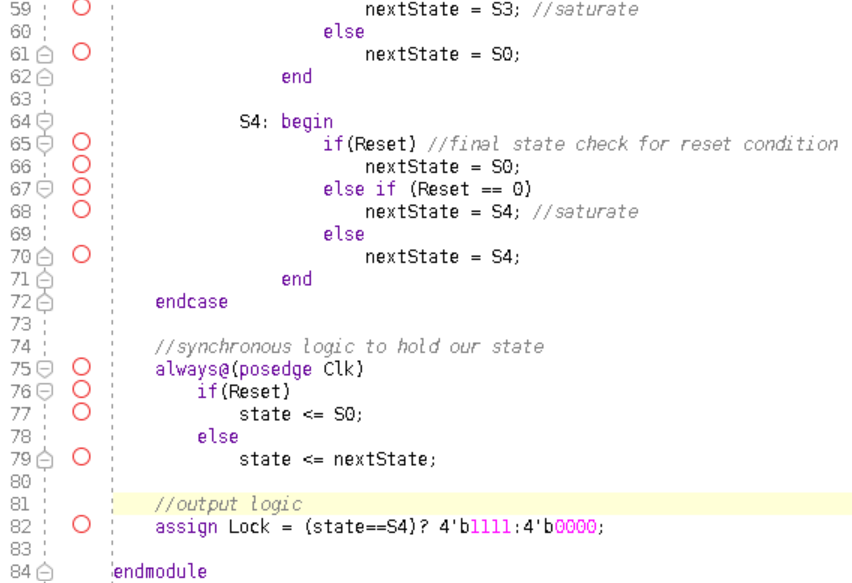 59 nextState = S3; //saturate
60 else
61 nextState = S0;
62 end
63
64 S4: begin
65 if(Reset) //final state check for reset condition
66 nextState = S0;
67 else if (Reset == 0)
68 nextState = S4; //saturate
69 else
70 nextState = S4;
71 end
72 endcase
73
74 //synchronous logic to hold our state
75 always@(posedge Clk)
76 if(Reset)
77 state <= S0;
78 else
79 state <= nextState;
80
81 //output logic
82 assign Lock = (state==S4)? 4'b1111:4'b0000;
83
84 endmodule